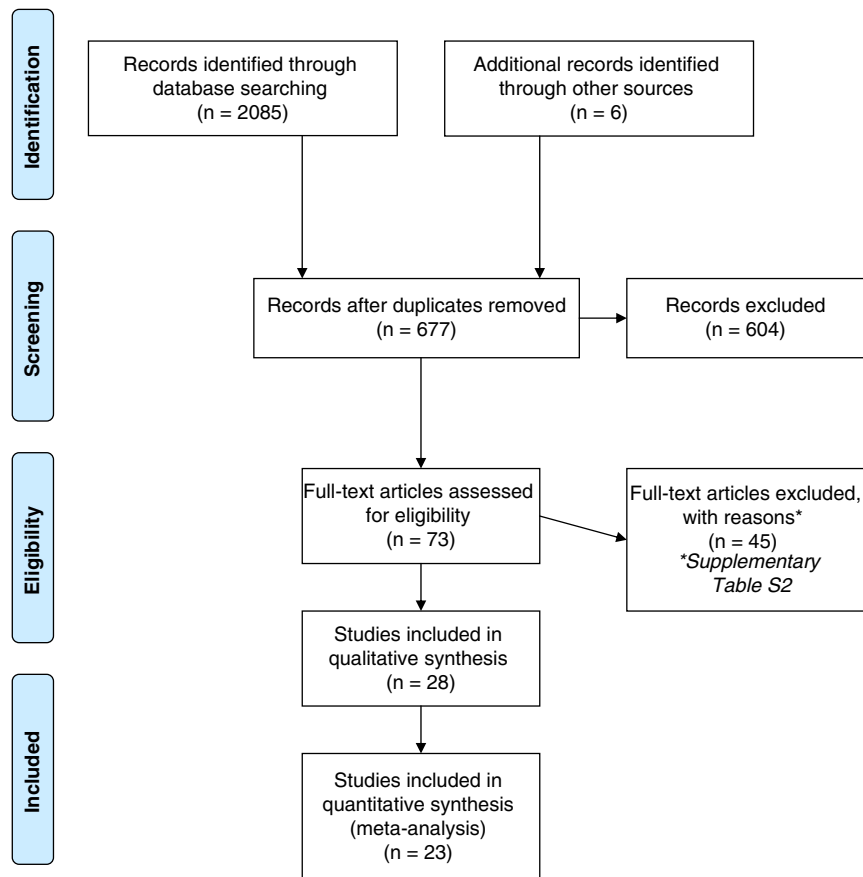 Identification
Records identified through
database searching
(n = 2085)
Additional records identified
through other sources
(n = 6)
Screening
Records after duplicates removed
(n = 677)
Records excluded
(n = 604)
Eligibility
Full-text articles assessed
for eligibility
(n = 73)
Full-text articles excluded,
with reasons*
(n = 45)
*Supplementary
Table S2
Studies included in
qualitative synthesis
(n = 28)
Included
Studies included in
quantitative synthesis
(meta-analysis)
(n = 23)